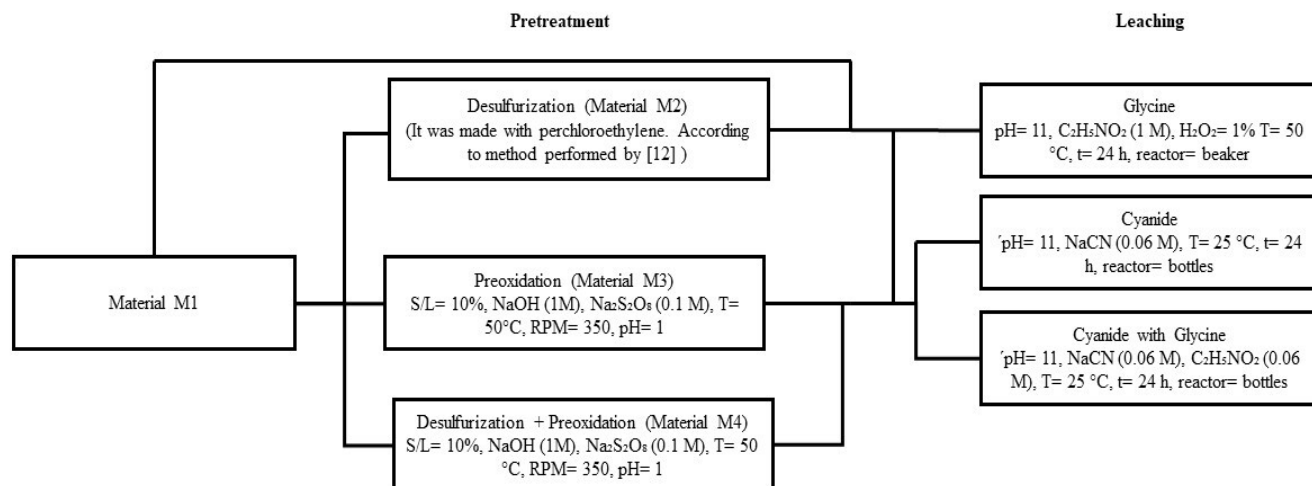 Pretreatment
Leaching
Desulfurization (Material M2)
(It was made with perchloroethylene. According
to method performed by [12] )
Glycine
pH= 11, C₂H₅NO₂ (1 M), H₂O₂= 1% T= 50
°C, t= 24 h, reactor= beaker
Cyanide
´pH= 11, NaCN (0.06 M), T= 25 °C, t= 24
h, reactor= bottles
Material M1
Preoxidation (Material M3)
S/L= 10%, NaOH (1M), Na₂S₂O₈ (0.1 M), T=
50°C, RPM= 350, pH= 1
Cyanide with Glycine
´pH= 11, NaCN (0.06 M), C₂H₅NO₂ (0.06
M), T= 25 °C, t= 24 h, reactor= bottles
Desulfurization + Preoxidation (Material M4)
S/L= 10%, NaOH (1M), Na₂S₂O₈ (0.1 M), T= 50
°C, RPM= 350, pH= 1